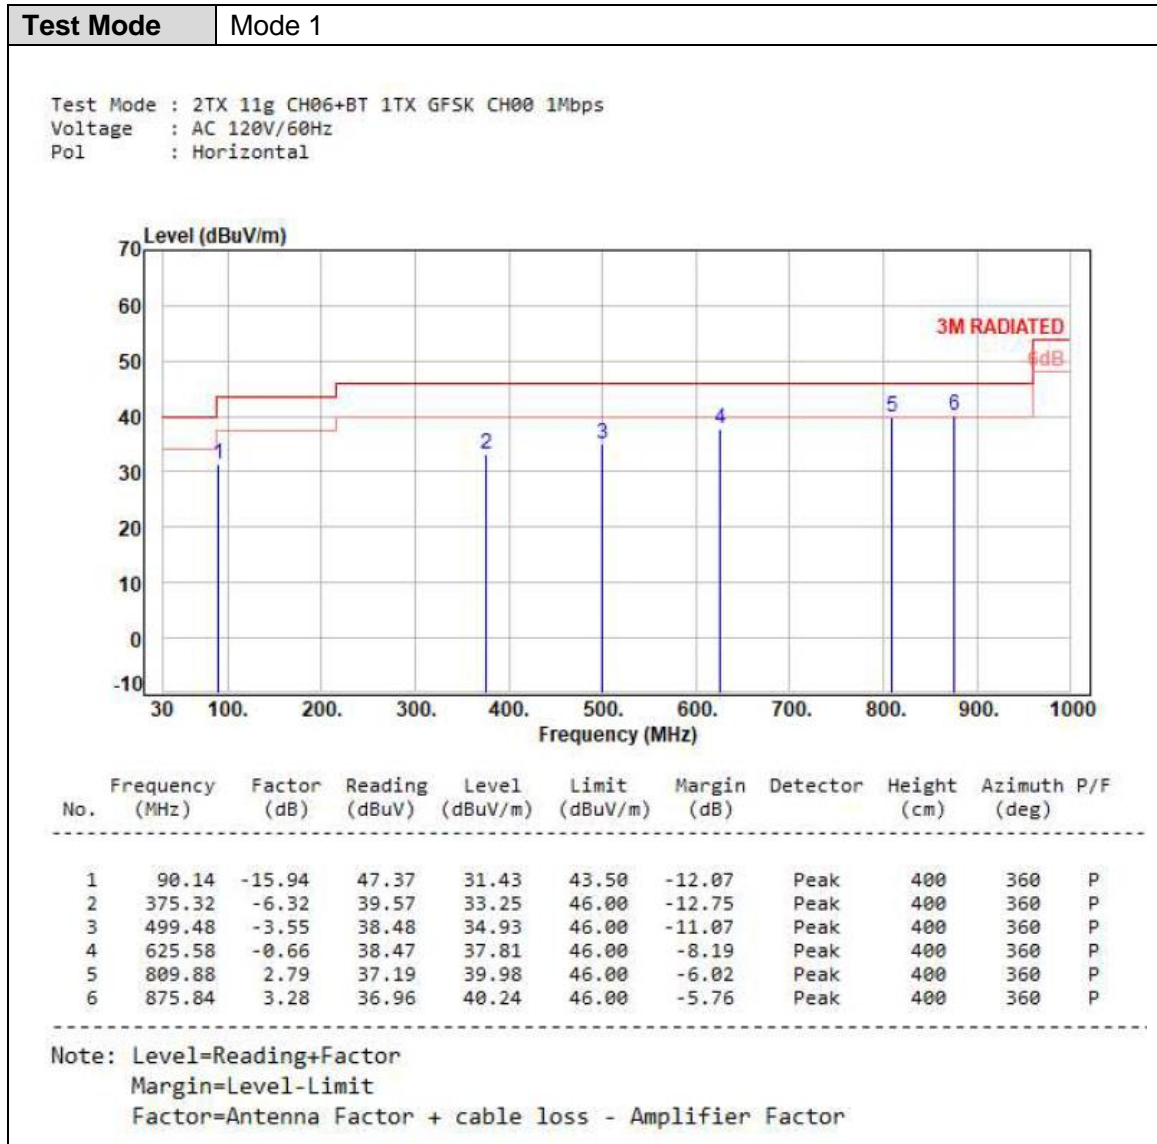 Test Mode Mode 1
Test Mode : 2TX 11g CH06+BT 1TX GFSK CH00 1Mbps
Voltage : AC 120V/60Hz
Pol : Horizontal
Level (dBuV/m)
70
60
3M RADIATED
50
6dB
40
1 2 3 4 5 6
30
20
10
0
-10
30 100. 200. 300. 400. 500. 600. 700. 800. 900. 1000
Frequency (MHz)
Frequency Factor Reading Level Limit Margin Detector Height Azimuth P/F
No. (MHz) (dB) (dBuV) (dBuV/m) (dBuV/m) (dB) (cm) (deg)
1 90.14 -15.94 47.37 31.43 43.50 -12.07 Peak 400 360 P
2 375.32 -6.32 39.57 33.25 46.00 -12.75 Peak 400 360 P
3 499.48 -3.55 38.48 34.93 46.00 -11.07 Peak 400 360 P
4 625.58 -0.66 38.47 37.81 46.00 -8.19 Peak 400 360 P
5 809.88 2.79 37.19 39.98 46.00 -6.02 Peak 400 360 P
6 875.84 3.28 36.96 40.24 46.00 -5.76 Peak 400 360 P
Note: Level=Reading+Factor
Margin=Level-Limit
Factor=Antenna Factor + cable loss - Amplifier Factor